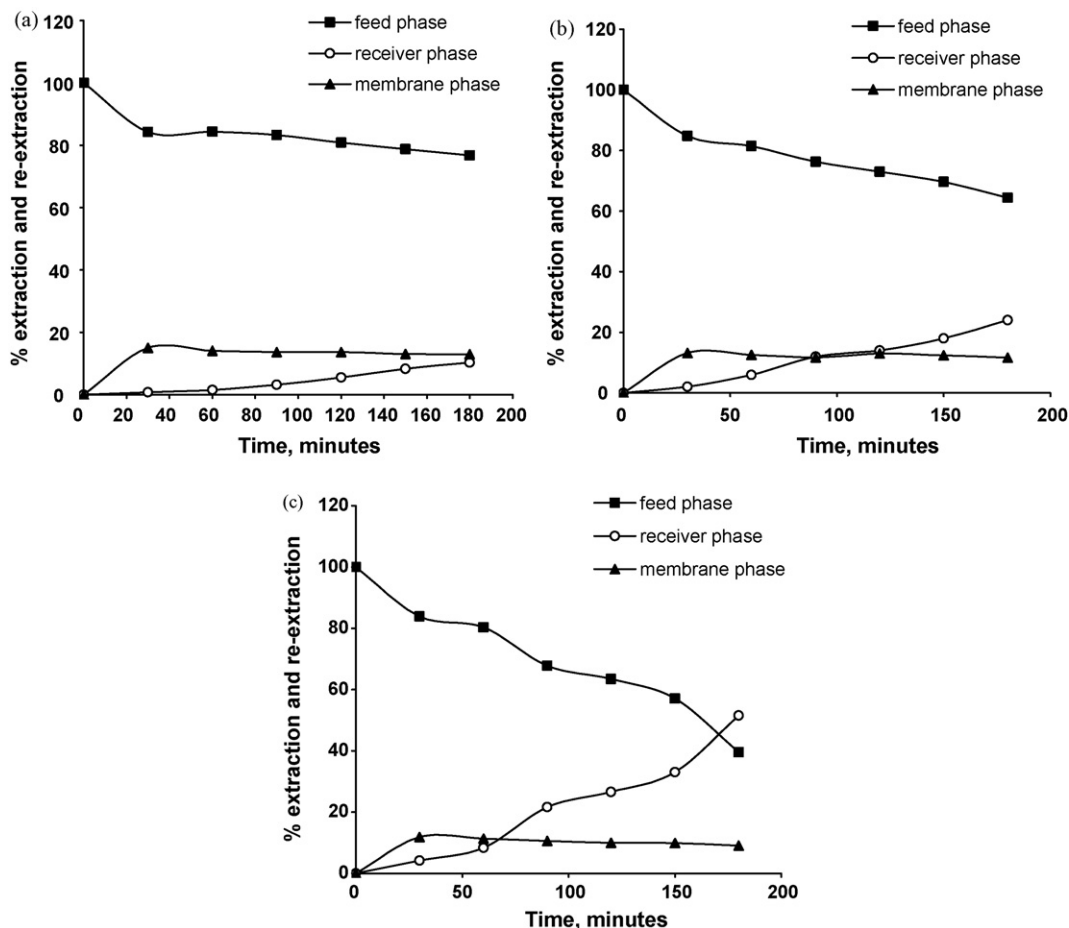 (a)
feed phase
receiver phase
membrane phase
% extraction and re-extraction
120
100
80
60
40
20
0
0 20 40 60 80 100 120 140 160 180 200
Time, minutes
(b)
feed phase
receiver phase
membrane phase
% extraction and re-extraction
120
100
80
60
40
20
0
0 50 100 150 200
Time, minutes
(c)
feed phase
receiver phase
membrane phase
% extraction and re-extraction
120
100
80
60
40
20
0
0 50 100 150 200
Time, minutes